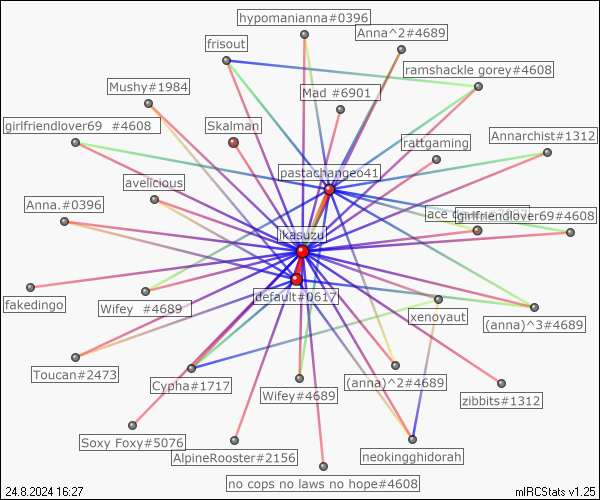 hypomanianna#0396
Anna^2#4689
frisout
ramshackle gorey#4608
Mushy#1984
Mad #6901
girlfriendlover69 #4608
Skalman
Annarchist#1312
rattgaming
pastachangeo41
avelicious
Anna.#0396
ace
girlfriendlover69#4608
ikasuzu
fakedingo
default#0617
Wifey #4689
xenoyaut
(anna)^3#4689
Toucan#2473
Cypha#1717
(anna)^2#4689
Wifey#4689
zibbits#1312
Soxy Foxy#5076
AlpineRooster#2156
neokingghidorah
no cops no laws no hope#4608
24.8.2024 16:27
mIRCStats v1.25